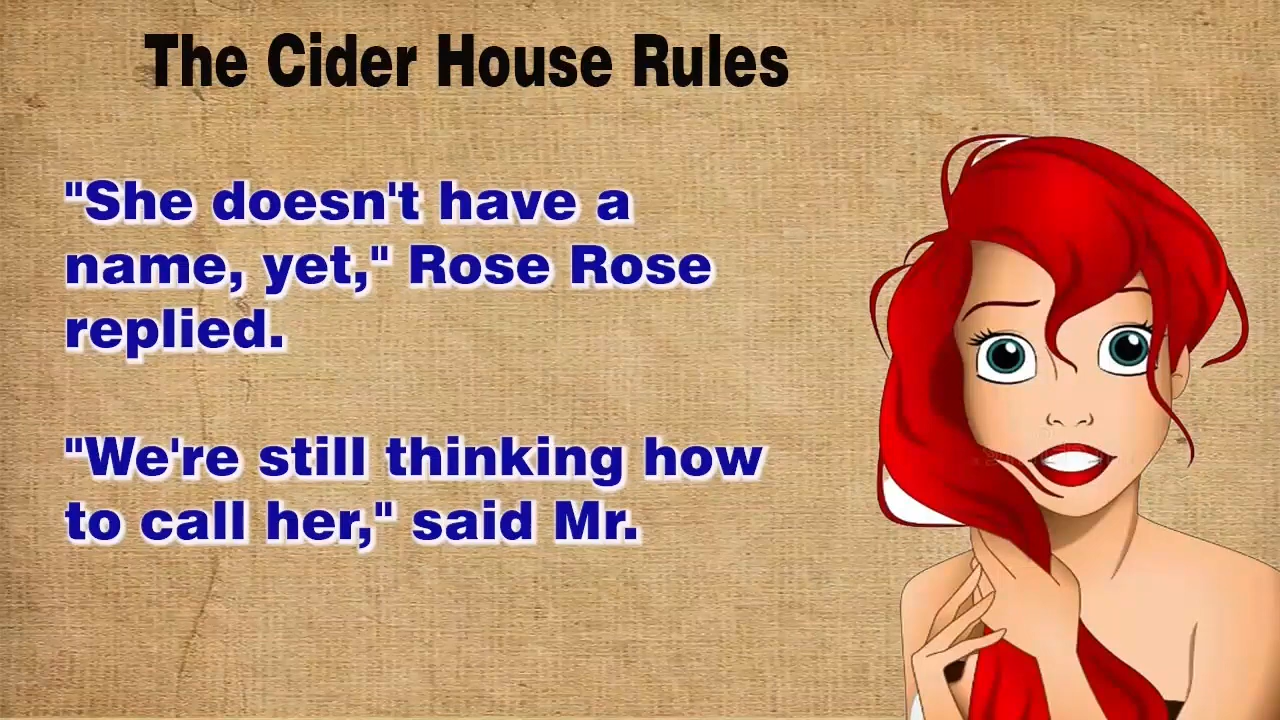 The Cider House Rules
"She doesn't have a
name, yet," Rose Rose
replied.
"We're still thinking how
to call her," said Mr.